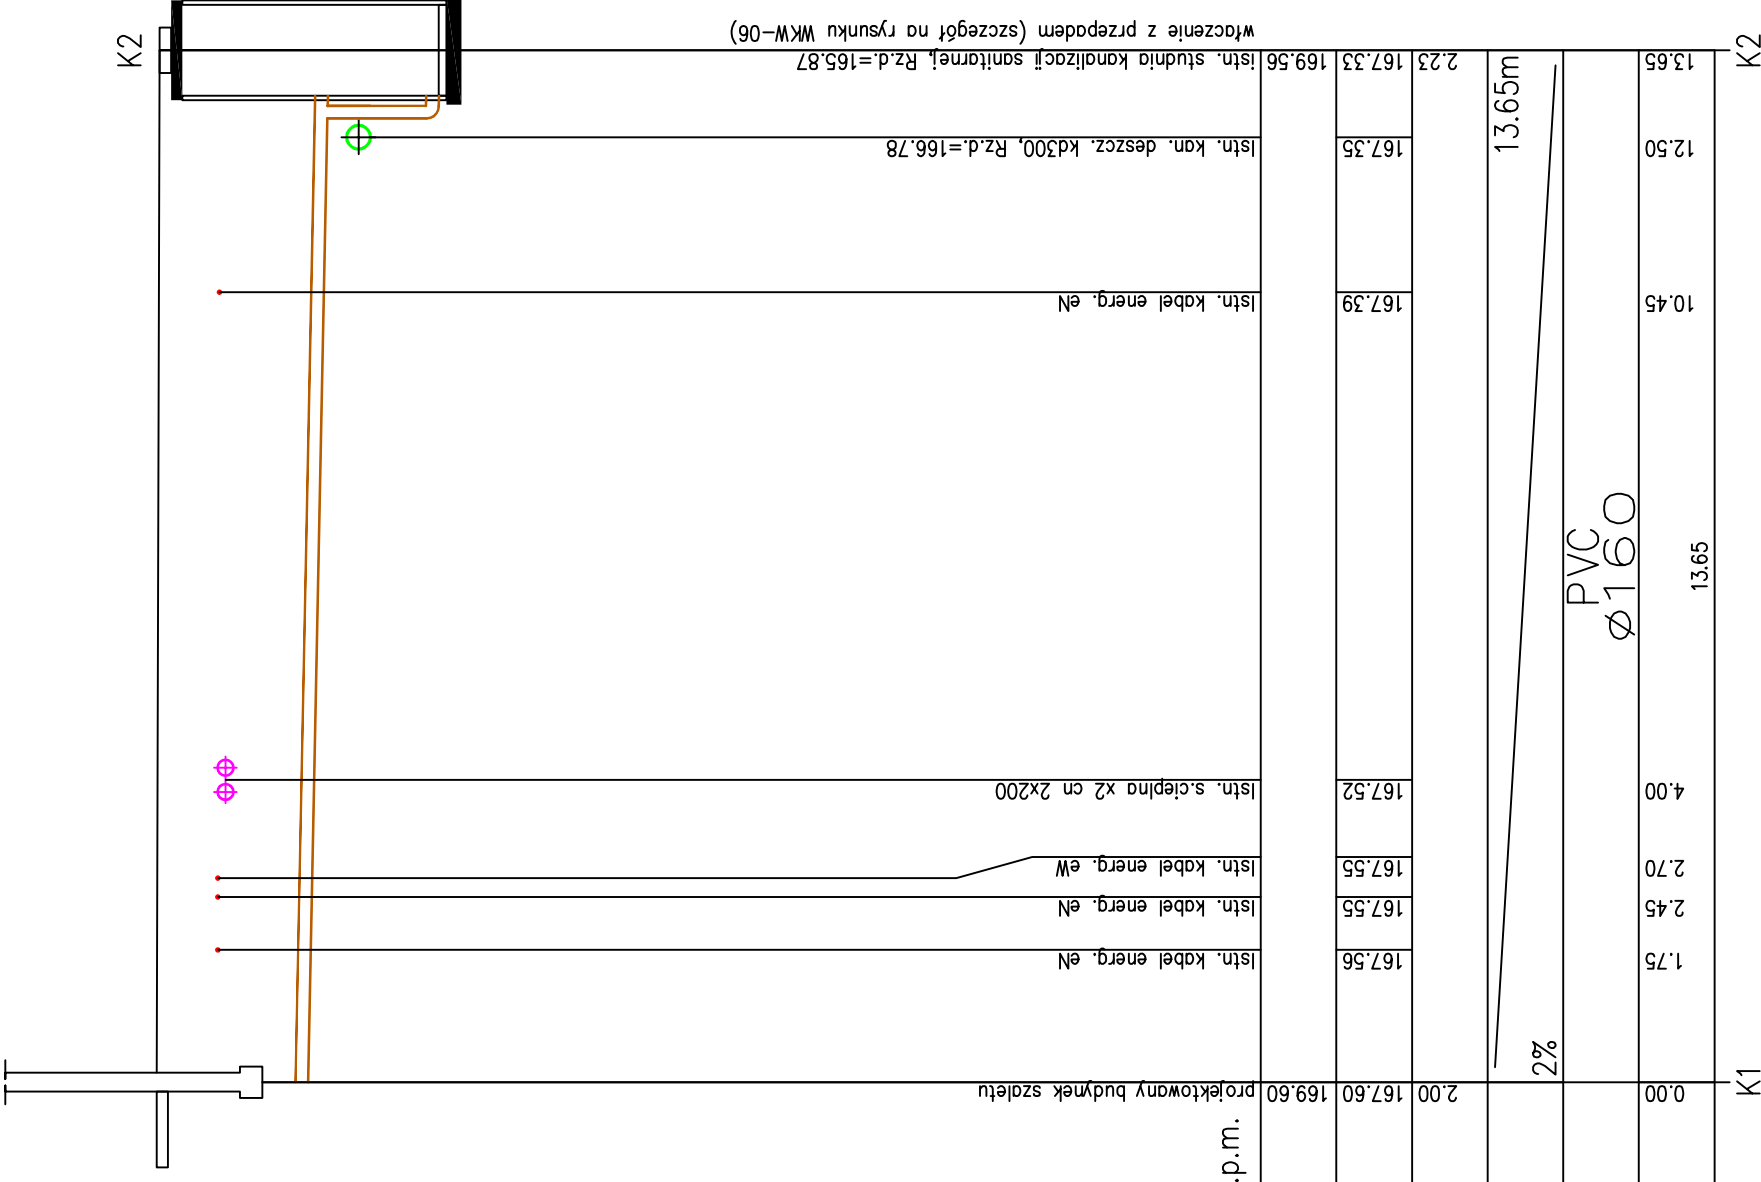 K2
włączenie z przepadem (szczegół na rysunku WKW-06)
istn. studnia kanalizacji sanitarnej, Rz.d.=165.87
169.56
167.33
2.23
13.65m
13.65
K2
Istn. kan. deszcz. kd300, Rz.d.=166.78
167.35
12.50
Istn. kabel energ. eN
167.39
10.45
PVC
Ø160
13.65
Istn. s.cieplna x2 cn 2x200
167.52
4.00
Istn. kabel energ. eW
167.55
2.70
Istn. kabel energ. eN
167.55
2.45
Istn. kabel energ. eN
167.56
1.75
2%
projektowany budynek szaletu
169.60
167.60
2.00
0.00
K1
.p.m.